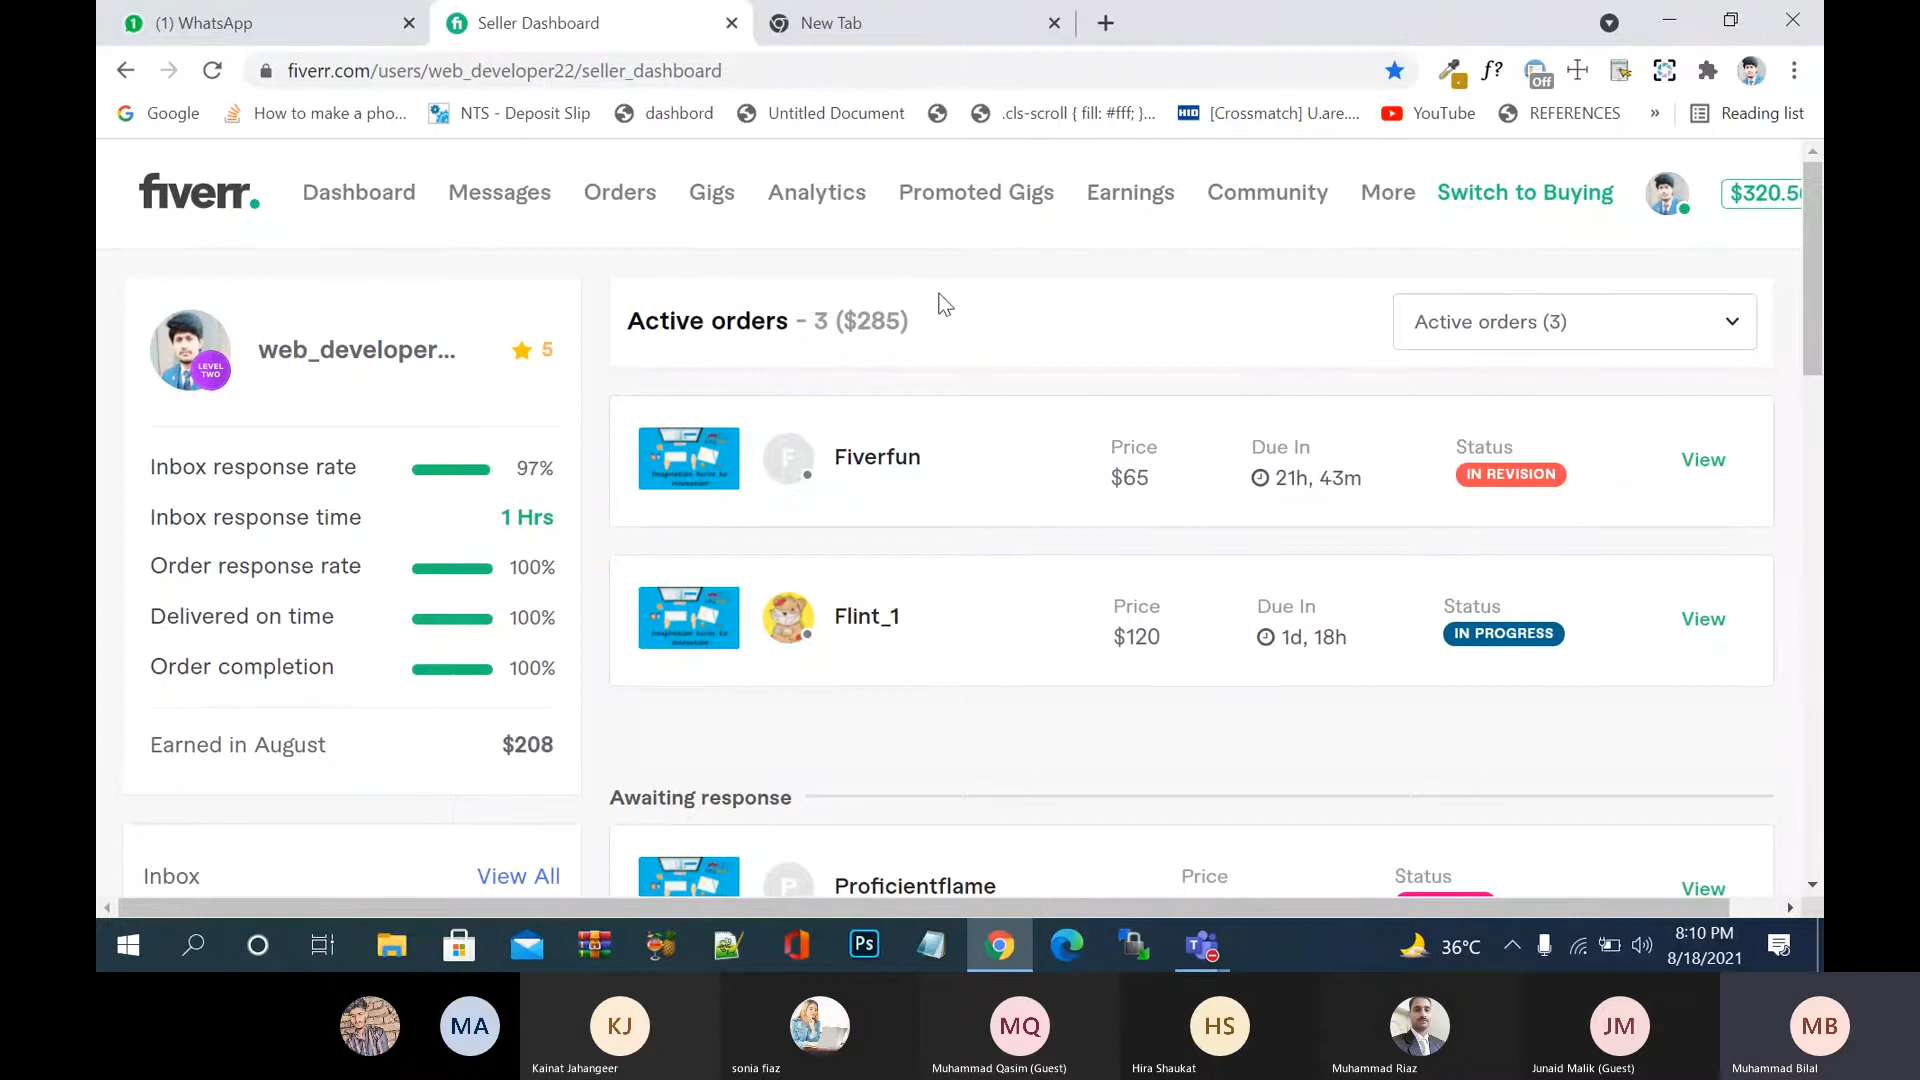 (1) WhatsApp
Seller Dashboard
New Tab
fiverr.com/users/web_developer22/seller_dashboard
f?
Off
Google
How to make a pho...
NTS - Deposit Slip
dashbord
Untitled Document
.cls-scroll { fill: #fff; }...
HID
[Crossmatch] U.are....
YouTube
REFERENCES
»
Reading list
fiverr.
Dashboard
Messages
Orders
Gigs
Analytics
Promoted Gigs
Earnings
Community
More
Switch to Buying
$320.5
LEVEL
TWO
web_developer...
5
Inbox response rate
97%
Inbox response time
1 Hrs
Order response rate
100%
Delivered on time
100%
Order completion
100%
Earned in August
$208
Inbox
View All
Active orders - 3 ($285)
Active orders (3)
F
Fiverfun
Price
$65
Due In
21h, 43m
Status
IN REVISION
View
Flint_1
Price
$120
Due In
1d, 18h
Status
IN PROGRESS
View
Awaiting response
P
Proficientflame
Price
Status
View
Ps
36°C
8:10 PM
8/18/2021
MA
KJ
Kainat Jahangeer
sonia fiaz
MQ
Muhammad Qasim (Guest)
HS
Hira Shaukat
Muhammad Riaz
JM
Junaid Malik (Guest)
MB
Muhammad Bilal